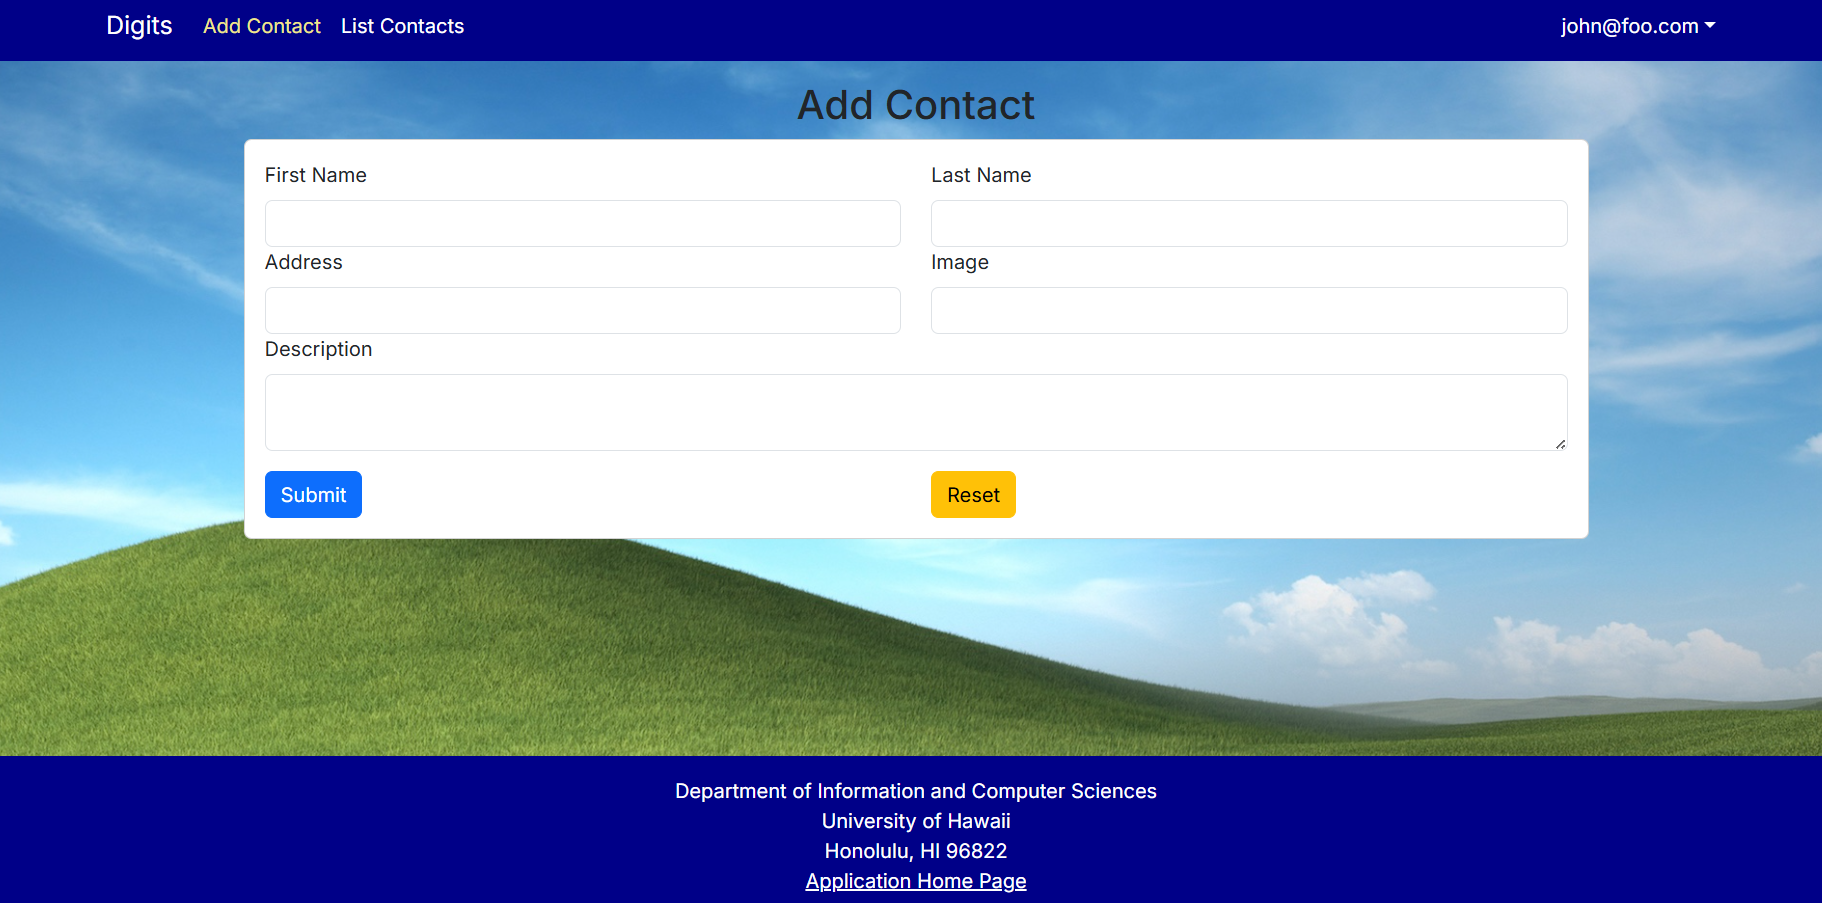 Digits Add Contact List Contacts john@foo.com
Add Contact
First Name Last Name
Address Image
Description
Submit Reset
Department of Information and Computer Sciences
University of Hawaii
Honolulu, HI 96822
Application Home Page